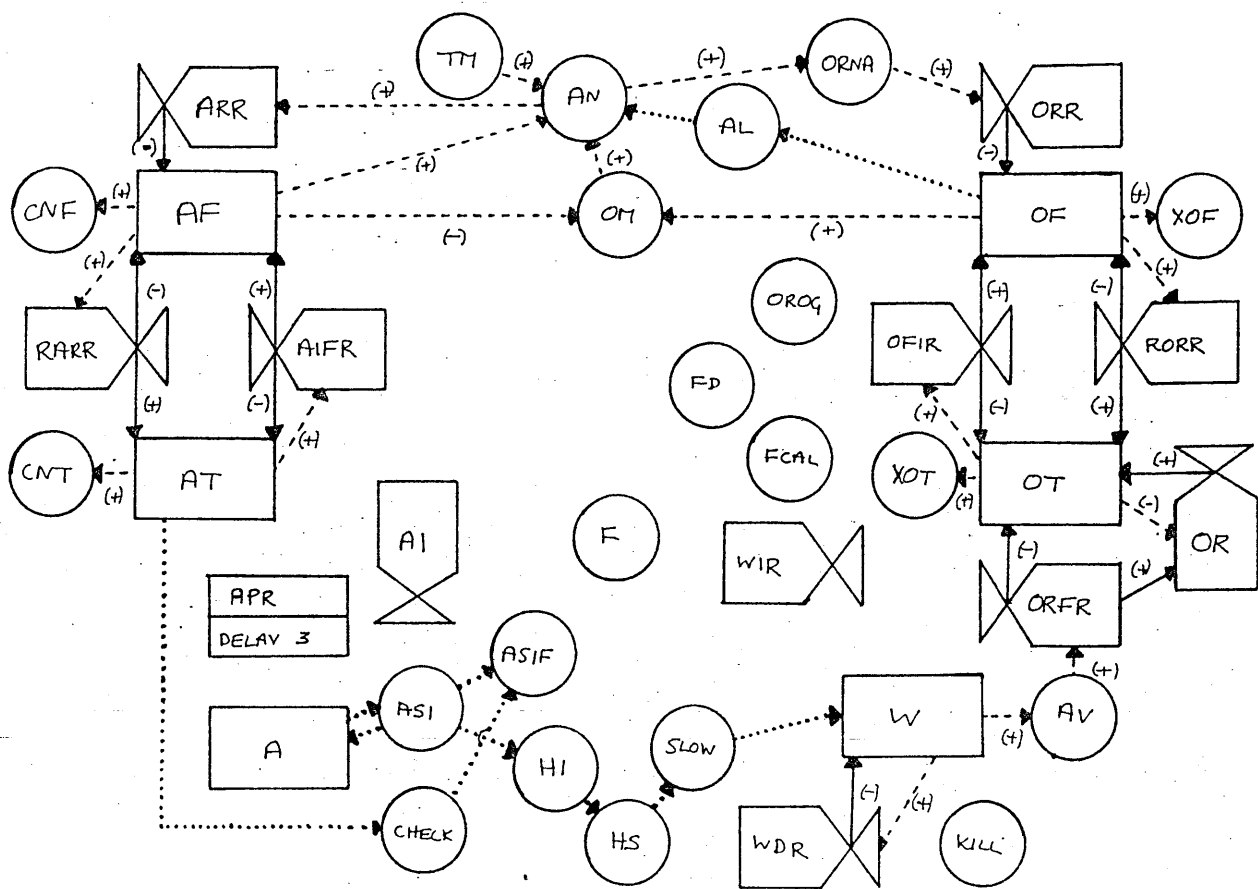 TM
(+)
AN
(+)
ORNA
(+)
ARR
(+)
AL
ORR
(-)
(-)
CNF
(+)
AF
(+)
(+)
OM
OF
(+)
XOF
(-)
(+)
(+)
(+)
(-)
(+)
OROG
(+)
(-)
RARR
AIFR
OFIR
RORR
FD
(+)
(-)
(-)
(+)
(+)
(+)
FCAL
CNT
(+)
AT
XOT
(+)
OT
(+)
(-)
AI
F
WIR
(-)
OR
APR
DELAY 3
ORFR
(+)
ASIF
(+)
ASI
A
SLOW
W
(+)
AV
HI
(-)
(+)
CHECK
HS
WDR
KILL